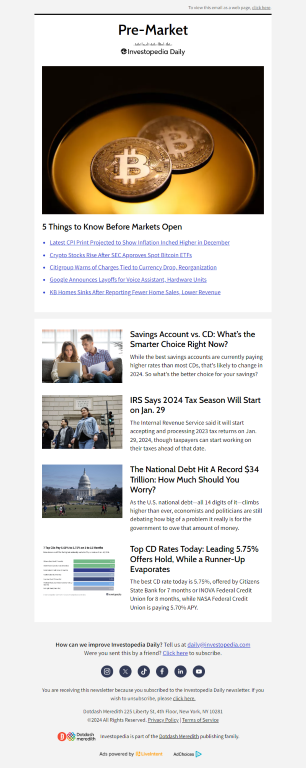 To view this email as a web page, click here.
Pre-Market
Investopedia Daily
5 Things to Know Before Markets Open
Latest CPI Print Projected to Show Inflation Inched Higher in December
Crypto Stocks Rise After SEC Approves Spot Bitcoin ETFs
Citigroup Warns of Charges Tied to Currency Drop, Reorganization
Google Announces Layoffs for Voice Assistant, Hardware Units
KB Homes Sinks After Reporting Fewer Home Sales, Lower Revenue
Savings Account vs. CD: What's the
Smarter Choice Right Now?
While the best savings accounts are currently paying
higher rates than most CDs, that's likely to change in
2024. So what's the better choice for your savings?
IRS Says 2024 Tax Season Will Start
on Jan. 29
The Internal Revenue Service said it will start
accepting and processing 2023 tax returns on Jan.
29, 2024, though taxpayers can start working on
their taxes ahead of that date.
The National Debt Hit A Record $34
Trillion: How Much Should You
Worry?
As the U.S. national debt—all 14 digits of it—climbs
higher than ever, economists and politicians are still
debating how big of a problem it really is for the
government to owe that amount of money.
Top CD Rates Today: Leading 5.75%
Offers Hold, While a Runner-Up
Evaporates
The best CD rate today is 5.75%, offered by Citizens
State Bank for 7 months or INOVA Federal Credit
Union for 8 months, while NASA Federal Credit
Union is paying 5.70% APY.
How can we improve Investopedia Daily? Tell us at daily@investopedia.com
Were you sent this by a friend? Click here to subscribe.
You are receiving this newsletter because you subscribed to the Investopedia Daily newsletter. If you
wish to unsubscribe, please click here.
Dotdash Meredith 225 Liberty St, 4th Floor, New York, NY 10281
©2024 All Rights Reserved. Privacy Policy | Terms of Service
Dotdash
meredith
Investopedia is part of the Dotdash Meredith publishing family.
Ads powered by LiveIntent
AdChoices